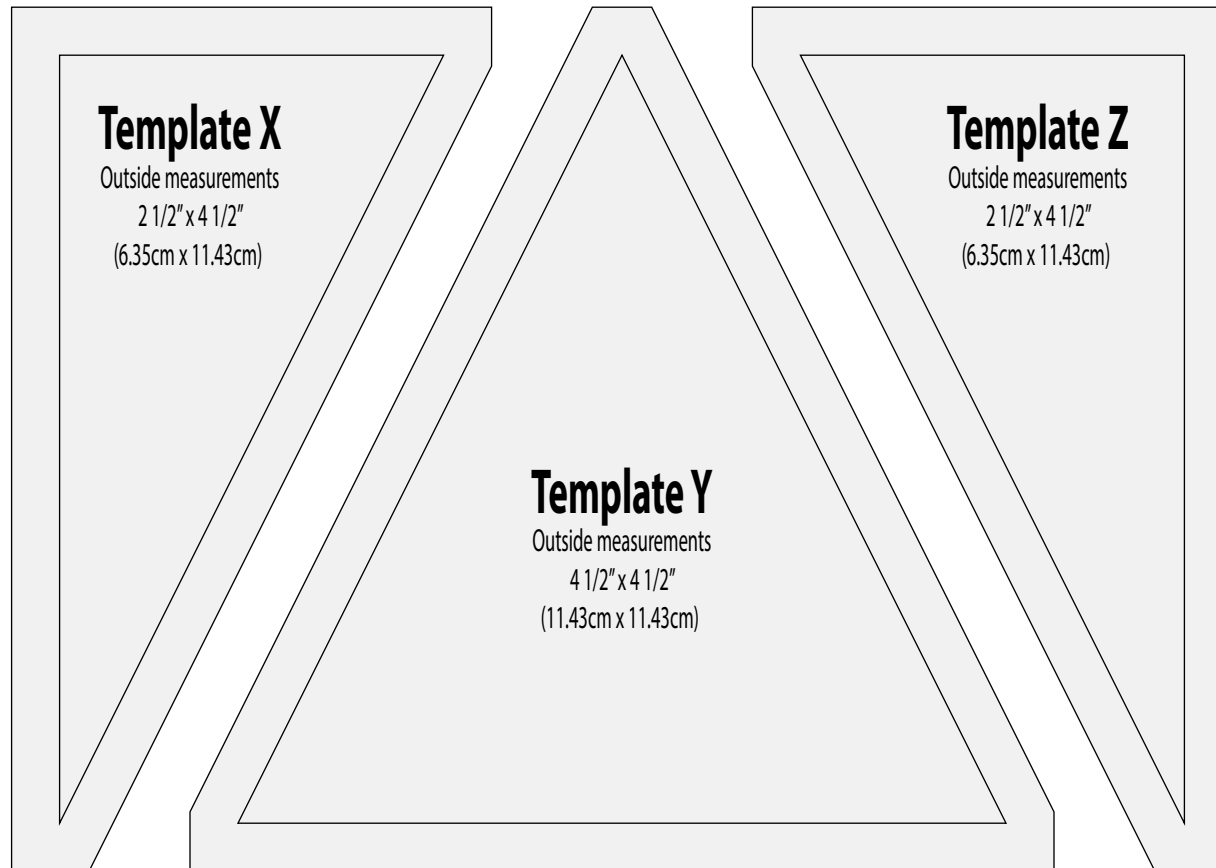 Template X
Outside measurements
2 1/2” x 4 1/2”
(6.35cm x 11.43cm)
Template Y
Outside measurements
4 1/2” x 4 1/2”
(11.43cm x 11.43cm)
Template Z
Outside measurements
2 1/2” x 4 1/2”
(6.35cm x 11.43cm)